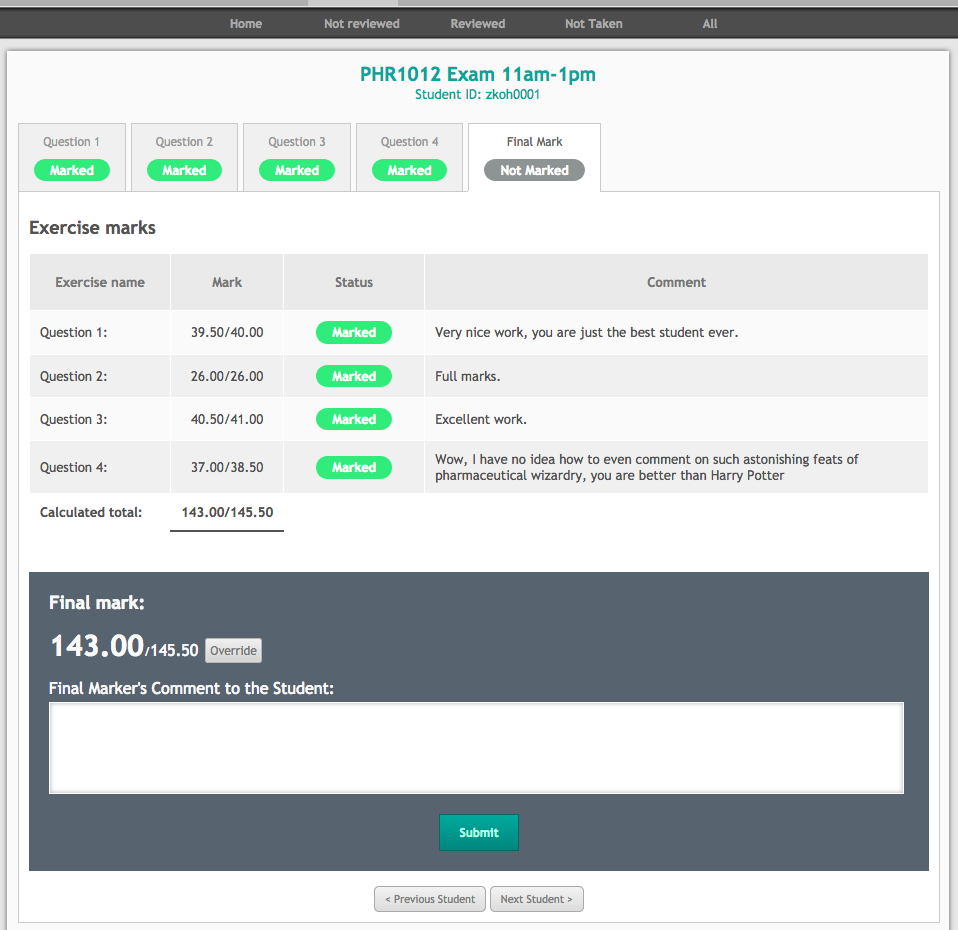 Home Not reviewed Reviewed Not Taken All
PHR1012 Exam 11am-1pm
Student ID: zkoh0001
Question 1 Question 2 Question 3 Question 4 Final Mark
Marked Marked Marked Marked Not Marked
Exercise marks
Exercise name Mark Status Comment
Question 1: 39.50/40.00 Marked Very nice work, you are just the best student ever.
Question 2: 26.00/26.00 Marked Full marks.
Question 3: 40.50/41.00 Marked Excellent work.
Question 4: 37.00/38.50 Marked Wow, I have no idea how to even comment on such astonishing feats of
pharmaceutical wizardry, you are better than Harry Potter
Calculated total: 143.00/145.50
Final mark:
143.00/145.50 Override
Final Marker's Comment to the Student:
Submit
< Previous Student Next Student >